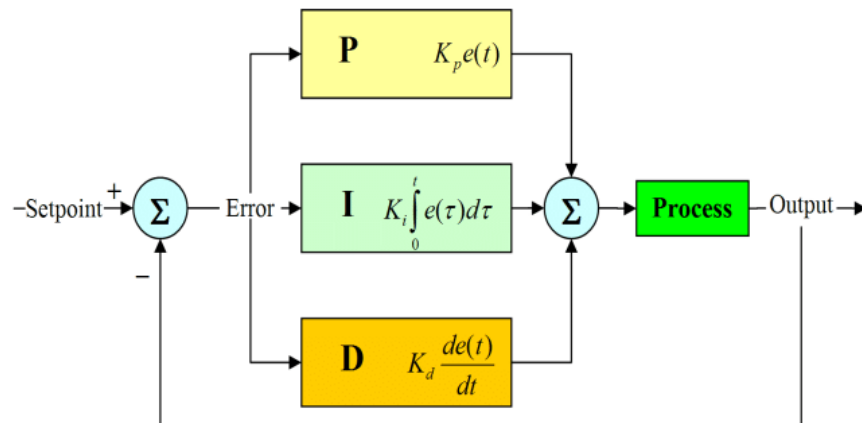 P K_p e(t)
–Setpoint
+
Σ
–
Error
I K_i ∫_0^t e(τ)dτ
Σ
Process
Output
D K_d de(t)/dt